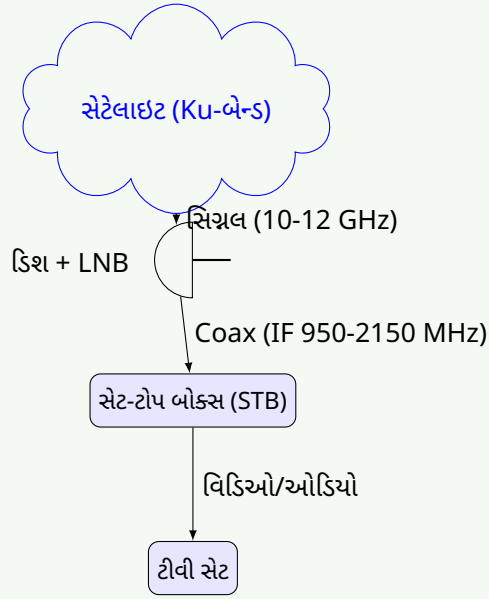 સેટેલાઇટ (Ku-બેન્ડ)
સિગ્નલ (10-12 GHz)
ડિશ + LNB
Coax (IF 950-2150 MHz)
સેટ-ટોપ બોક્સ (STB)
વિડિઓ/ઓડિયો
ટીવી સેટ